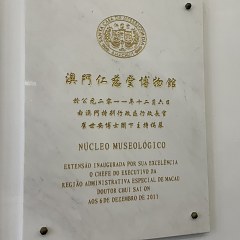 澳門仁慈堂博物館
於公元二零一一年十二月六日
由澳門特別行政區行政長官
崔世安博士閣下主持揭幕
NÚCLEO MUSEOLÓGICO
EXTENSÃO INAUGURADA POR SUA EXCELÊNCIA
O CHEFE DO EXECUTIVO DA
REGIÃO ADMINISTRATIVA ESPECIAL DE MACAU
DOUTOR CHUI SAI ON
AOS 6 DE DEZEMBRO DE 2011